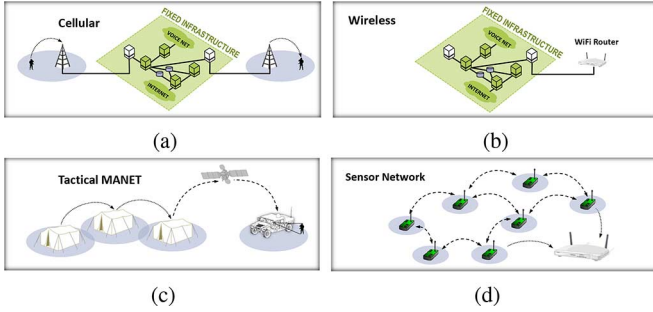 Cellular
FIXED INFRASTRUCTURE
VOICE NET
INTERNET
(a)
Wireless
FIXED INFRASTRUCTURE
VOICE NET
INTERNET
WiFi Router
(b)
Tactical MANET
(c)
Sensor Network
(d)